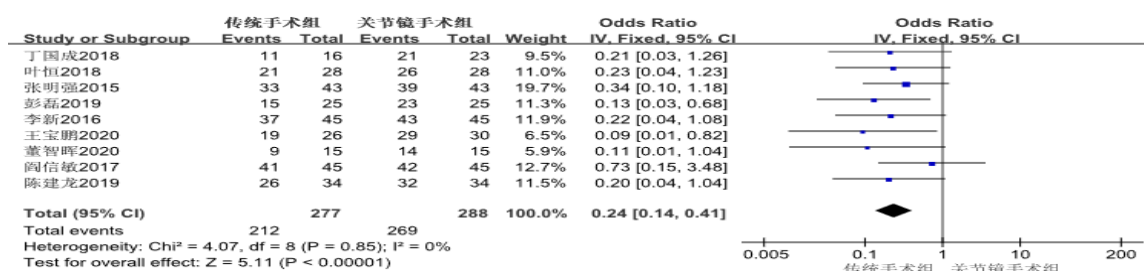 传统手术组 关节镜手术组 Odds Ratio Odds Ratio
Study or Subgroup Events Total Events Total Weight IV, Fixed, 95% CI IV, Fixed, 95% CI
丁国成2018 11 16 21 23 9.5% 0.21 [0.03, 1.26]
叶恒2018 21 28 26 28 11.0% 0.23 [0.04, 1.23]
张明强2015 33 43 39 43 19.7% 0.34 [0.10, 1.18]
彭磊2019 15 25 23 25 11.3% 0.13 [0.03, 0.68]
李新2016 37 45 43 45 11.9% 0.22 [0.04, 1.08]
王宝鹏2020 19 26 29 30 6.5% 0.09 [0.01, 0.82]
董智晖2020 9 15 14 15 5.9% 0.11 [0.01, 1.04]
阎信敏2017 41 45 42 45 12.6% 0.73 [0.15, 3.48]
陈建龙2019 26 34 32 34 11.5% 0.20 [0.04, 1.04]
Total (95% CI) 277 288 100.0% 0.24 [0.14, 0.41]
Total events 212 269
Heterogeneity: Chi² = 4.07, df = 8 (P = 0.85); I² = 0%
Test for overall effect: Z = 5.11 (P < 0.00001)
0.005 0.1 1 10 200
传统手术组 关节镜手术组